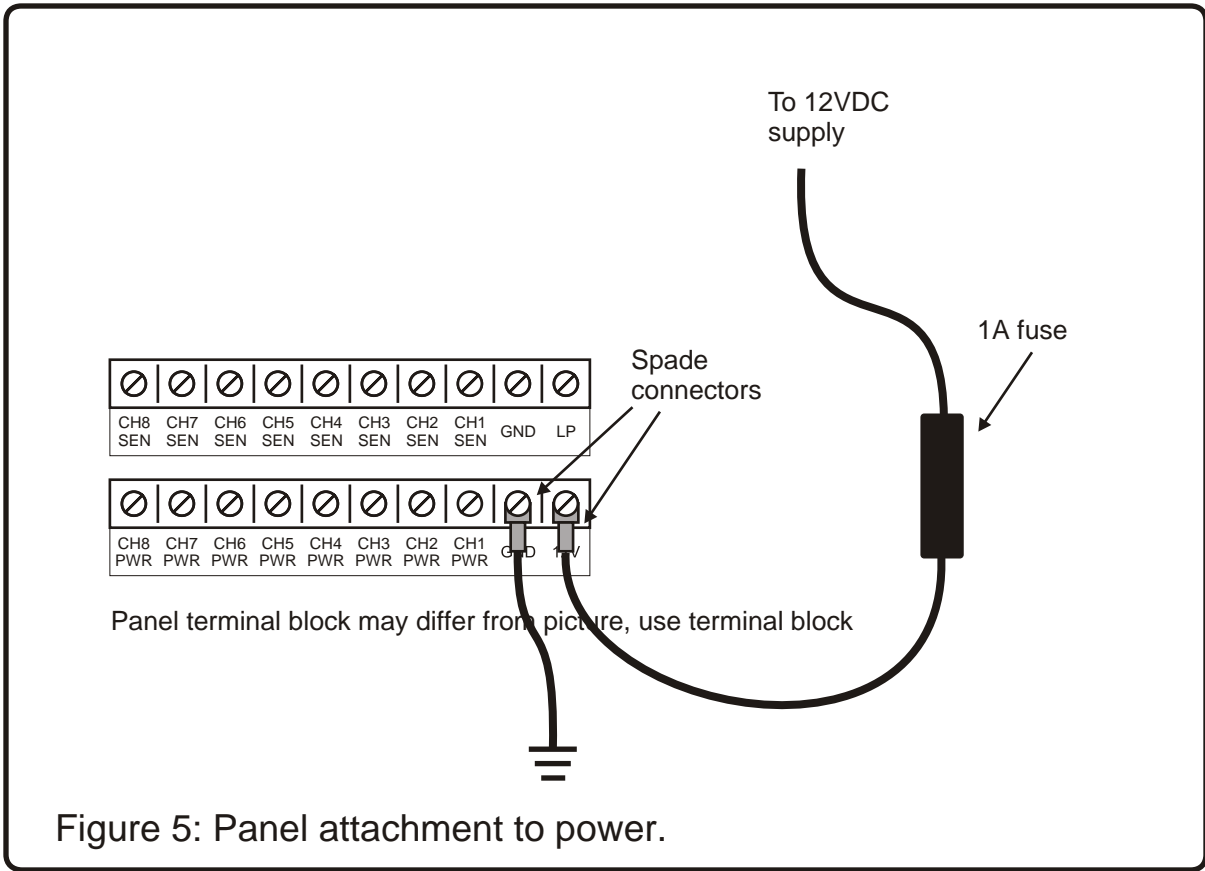 To 12VDC
supply
1A fuse
Spade
connectors
CH8 CH7 CH6 CH5 CH4 CH3 CH2 CH1 GND LP
SEN SEN SEN SEN SEN SEN SEN SEN
CH8 CH7 CH6 CH5 CH4 CH3 CH2 CH1 GND 12V
PWR PWR PWR PWR PWR PWR PWR PWR
Panel terminal block may differ from picture, use terminal block
Figure 5: Panel attachment to power.